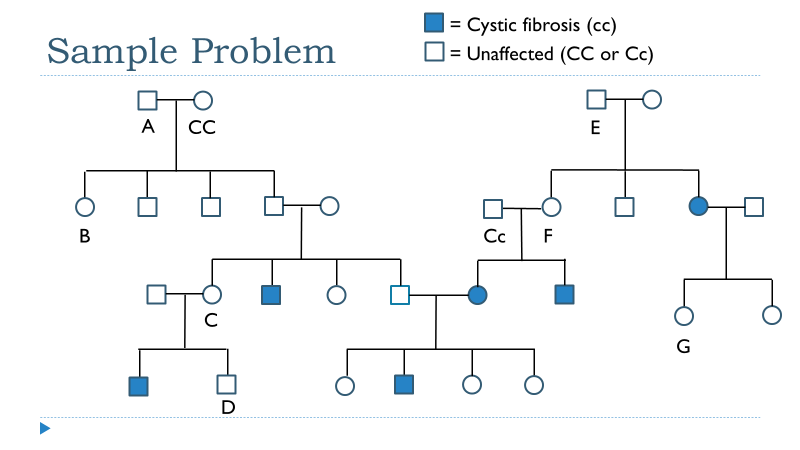 Sample Problem
= Cystic fibrosis (cc)
= Unaffected (CC or Cc)
A CC E
B Cc F
C G
D